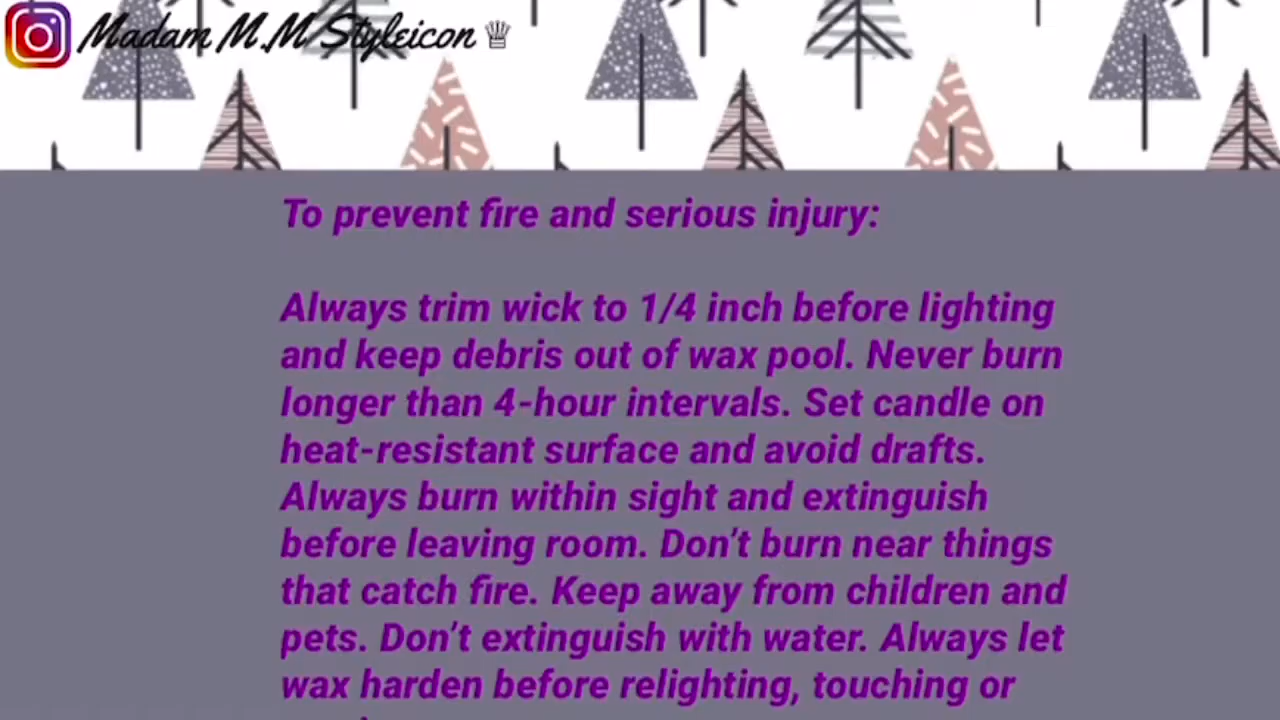 Madam M.M Styleicon
To prevent fire and serious injury:
Always trim wick to 1/4 inch before lighting
and keep debris out of wax pool. Never burn
longer than 4-hour intervals. Set candle on
heat-resistant surface and avoid drafts.
Always burn within sight and extinguish
before leaving room. Don’t burn near things
that catch fire. Keep away from children and
pets. Don’t extinguish with water. Always let
wax harden before relighting, touching or